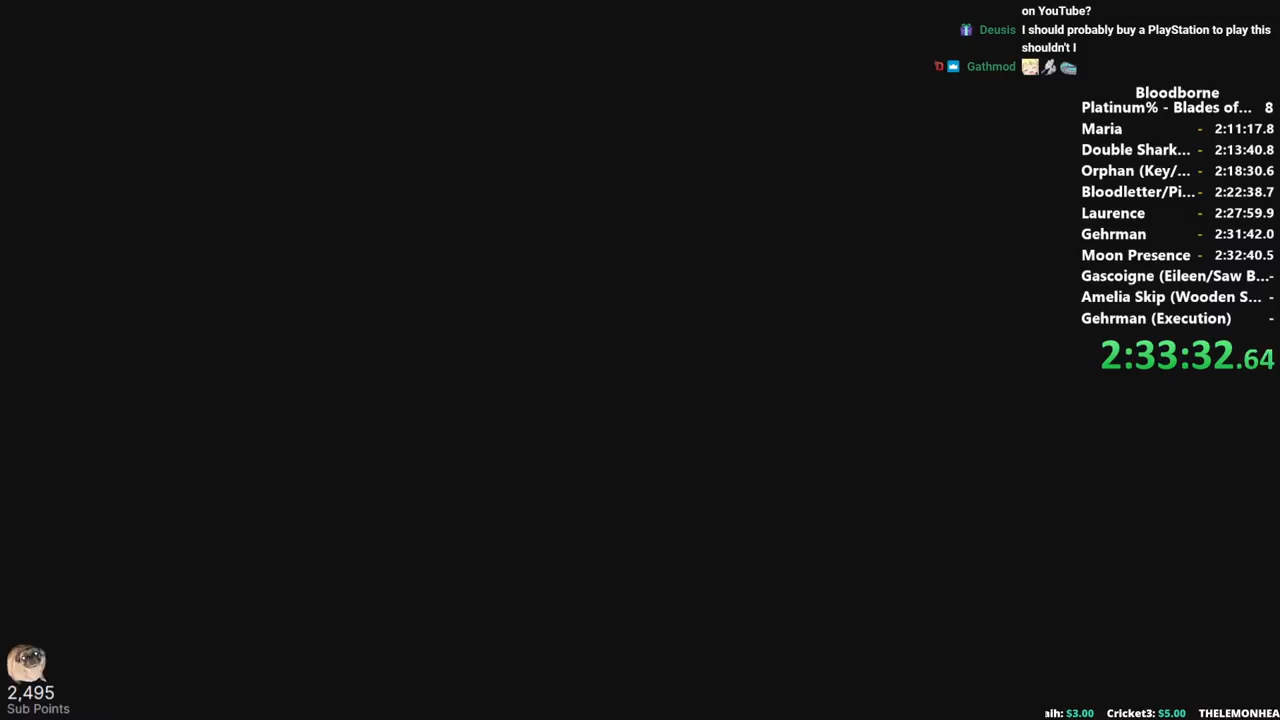 on YouTube?
Deusis I should probably buy a PlayStation to play this
shouldn't I
Gathmod
Bloodborne
Platinum% - Blades of... 8
Maria - 2:11:17.8
Double Shark... - 2:13:40.8
Orphan (Key/... - 2:18:30.6
Bloodletter/Pi... - 2:22:38.7
Laurence - 2:27:59.9
Gehrman - 2:31:42.0
Moon Presence - 2:32:40.5
Gascoigne (Eileen/Saw B... -
Amelia Skip (Wooden S... -
Gehrman (Execution) -
2:33:32.64
2,495
Sub Points
aih: $3.00 Cricket3: $5.00 THELEMONHEA